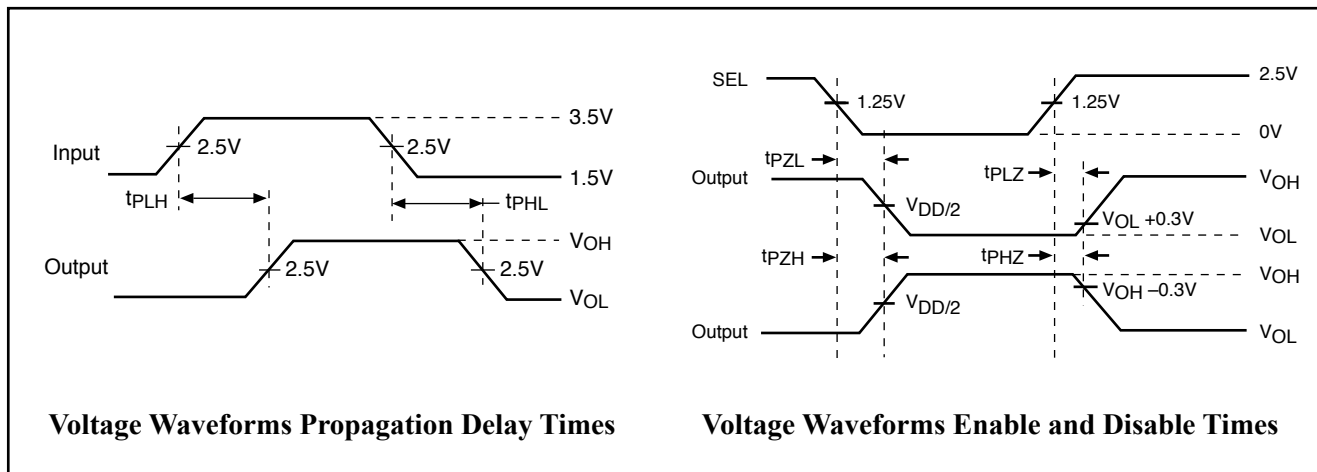 3.5V
Input
2.5V
2.5V
1.5V
tPLH
tPHL
VOH
Output
2.5V
2.5V
VOL
Voltage Waveforms Propagation Delay Times
SEL
2.5V
1.25V
1.25V
0V
tPZL
tPLZ
Output
VOH
VDD/2
VOL +0.3V
VOL
tPZH
tPHZ
VOH
VDD/2
VOH –0.3V
Output
VOL
Voltage Waveforms Enable and Disable Times